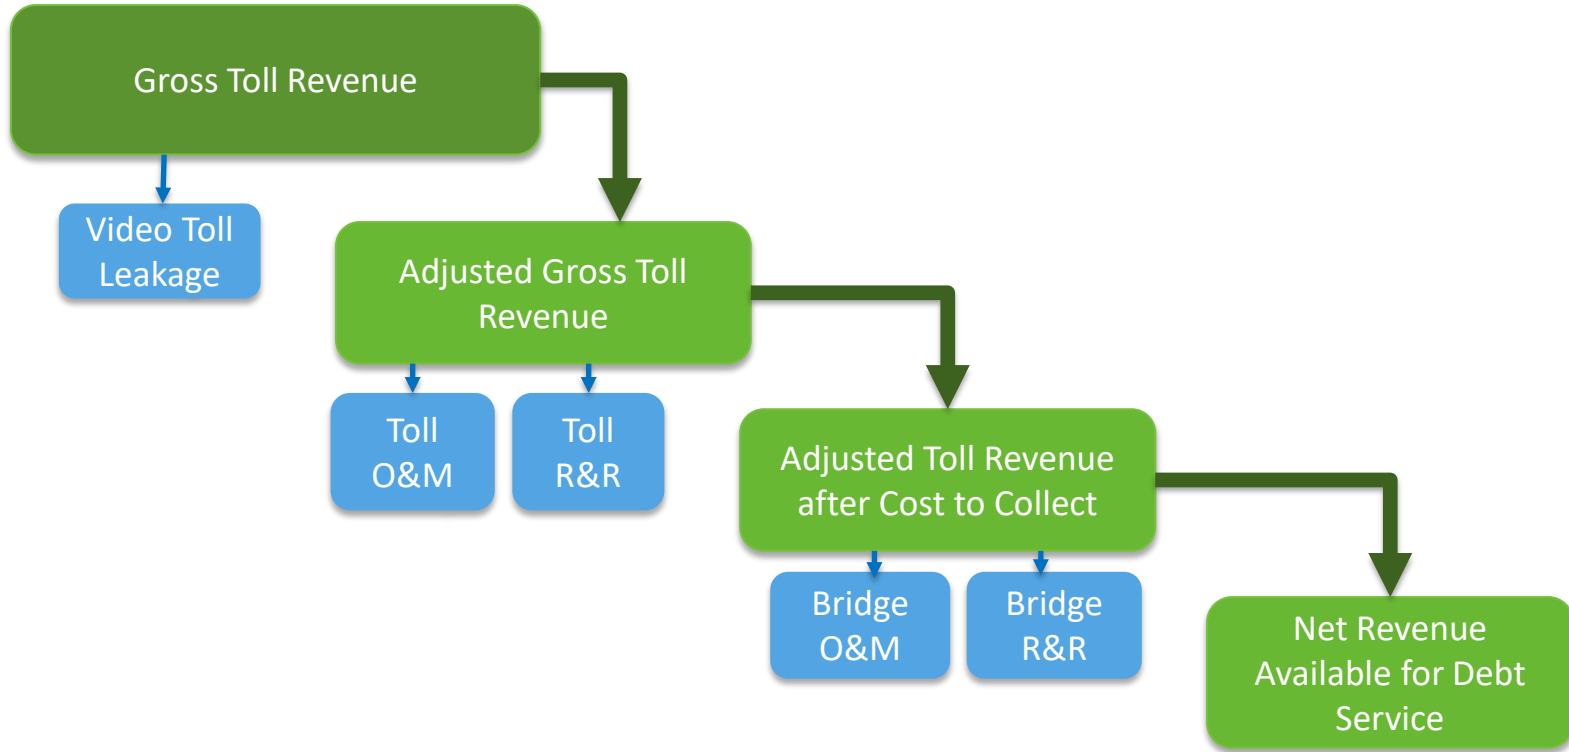 Gross Toll Revenue
Video Toll
Leakage
Adjusted Gross Toll
Revenue
Toll
O&M
Toll
R&R
Adjusted Toll Revenue
after Cost to Collect
Bridge
O&M
Bridge
R&R
Net Revenue
Available for Debt
Service